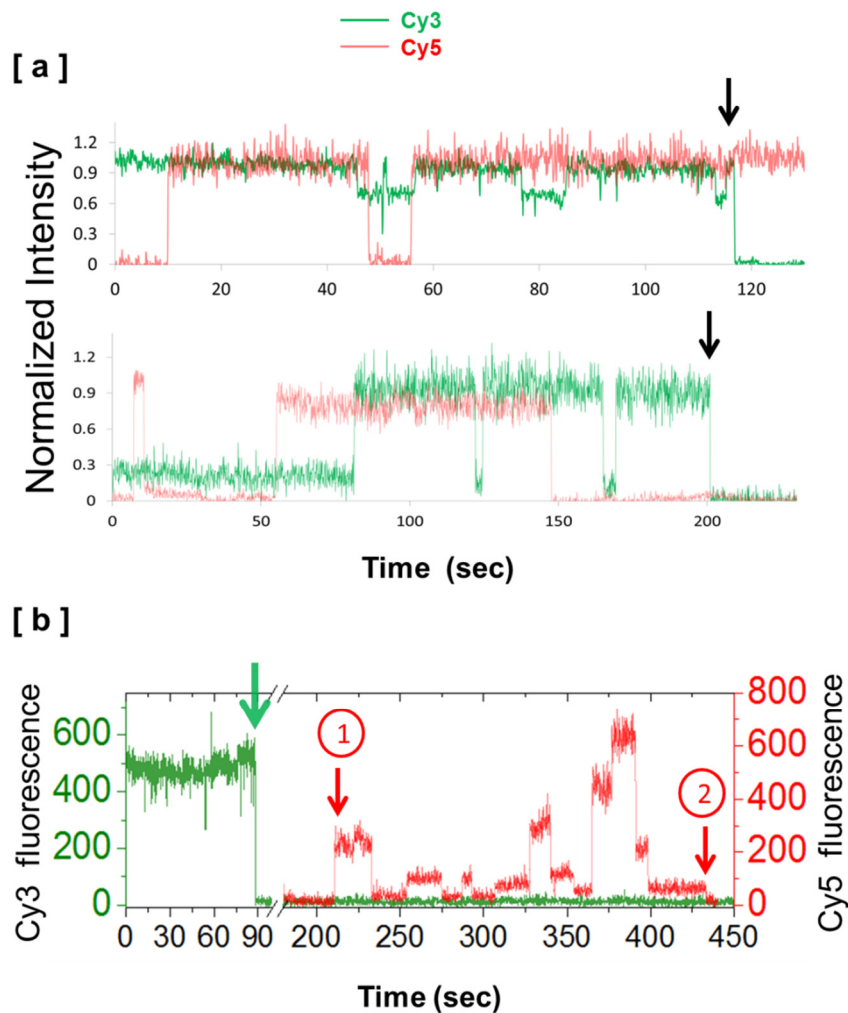 Cy3
Cy5
[ a ]
Normalized Intensity
1.2
0.9
0.6
0.3
0
0 20 40 60 80 100 120
1.2
0.9
0.6
0.3
0
0 50 100 150 200
Time (sec)
[ b ]
Cy3 fluorescence
600
400
200
0
1
2
800
600
400
200
0
Cy5 fluorescence
0 30 60 90 200 250 300 350 400 450
Time (sec)